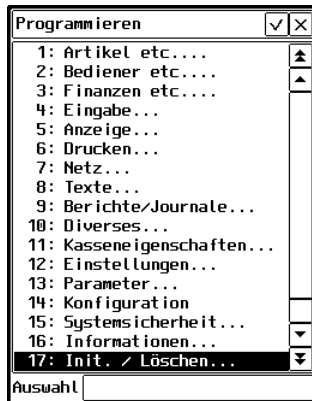 Programmieren
1: Artikel etc....
2: Bediener etc....
3: Finanzen etc....
4: Eingabe...
5: Anzeige...
6: Drucken...
7: Netz...
8: Texte...
9: Berichte/Journale...
10: Diverses...
11: Kasseneigenschaften...
12: Einstellungen...
13: Parameter...
14: Konfiguration
15: Systemsicherheit...
16: Informationen...
17: Init. / Löschen...
Auswahl